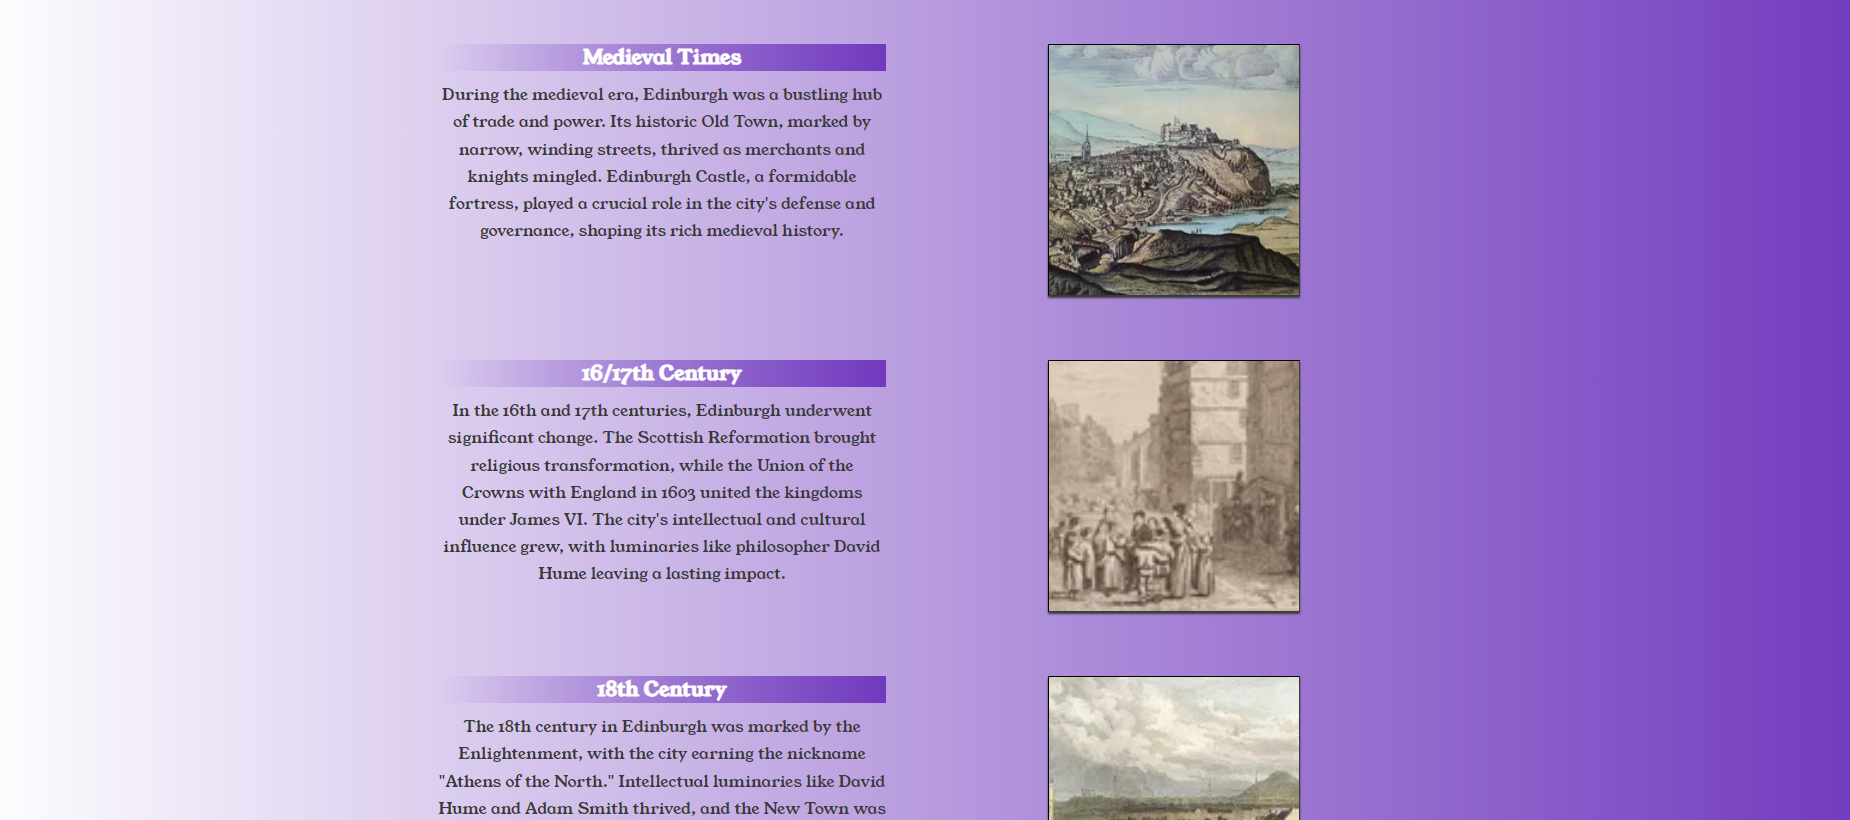 Medieval Times
During the medieval era, Edinburgh was a bustling hub
of trade and power. Its historic Old Town, marked by
narrow, winding streets, thrived as merchants and
knights mingled. Edinburgh Castle, a formidable
fortress, played a crucial role in the city's defense and
governance, shaping its rich medieval history.
16/17th Century
In the 16th and 17th centuries, Edinburgh underwent
significant change. The Scottish Reformation brought
religious transformation, while the Union of the
Crowns with England in 1603 united the kingdoms
under James VI. The city's intellectual and cultural
influence grew, with luminaries like philosopher David
Hume leaving a lasting impact.
18th Century
The 18th century in Edinburgh was marked by the
Enlightenment, with the city earning the nickname
"Athens of the North." Intellectual luminaries like David
Hume and Adam Smith thrived, and the New Town was